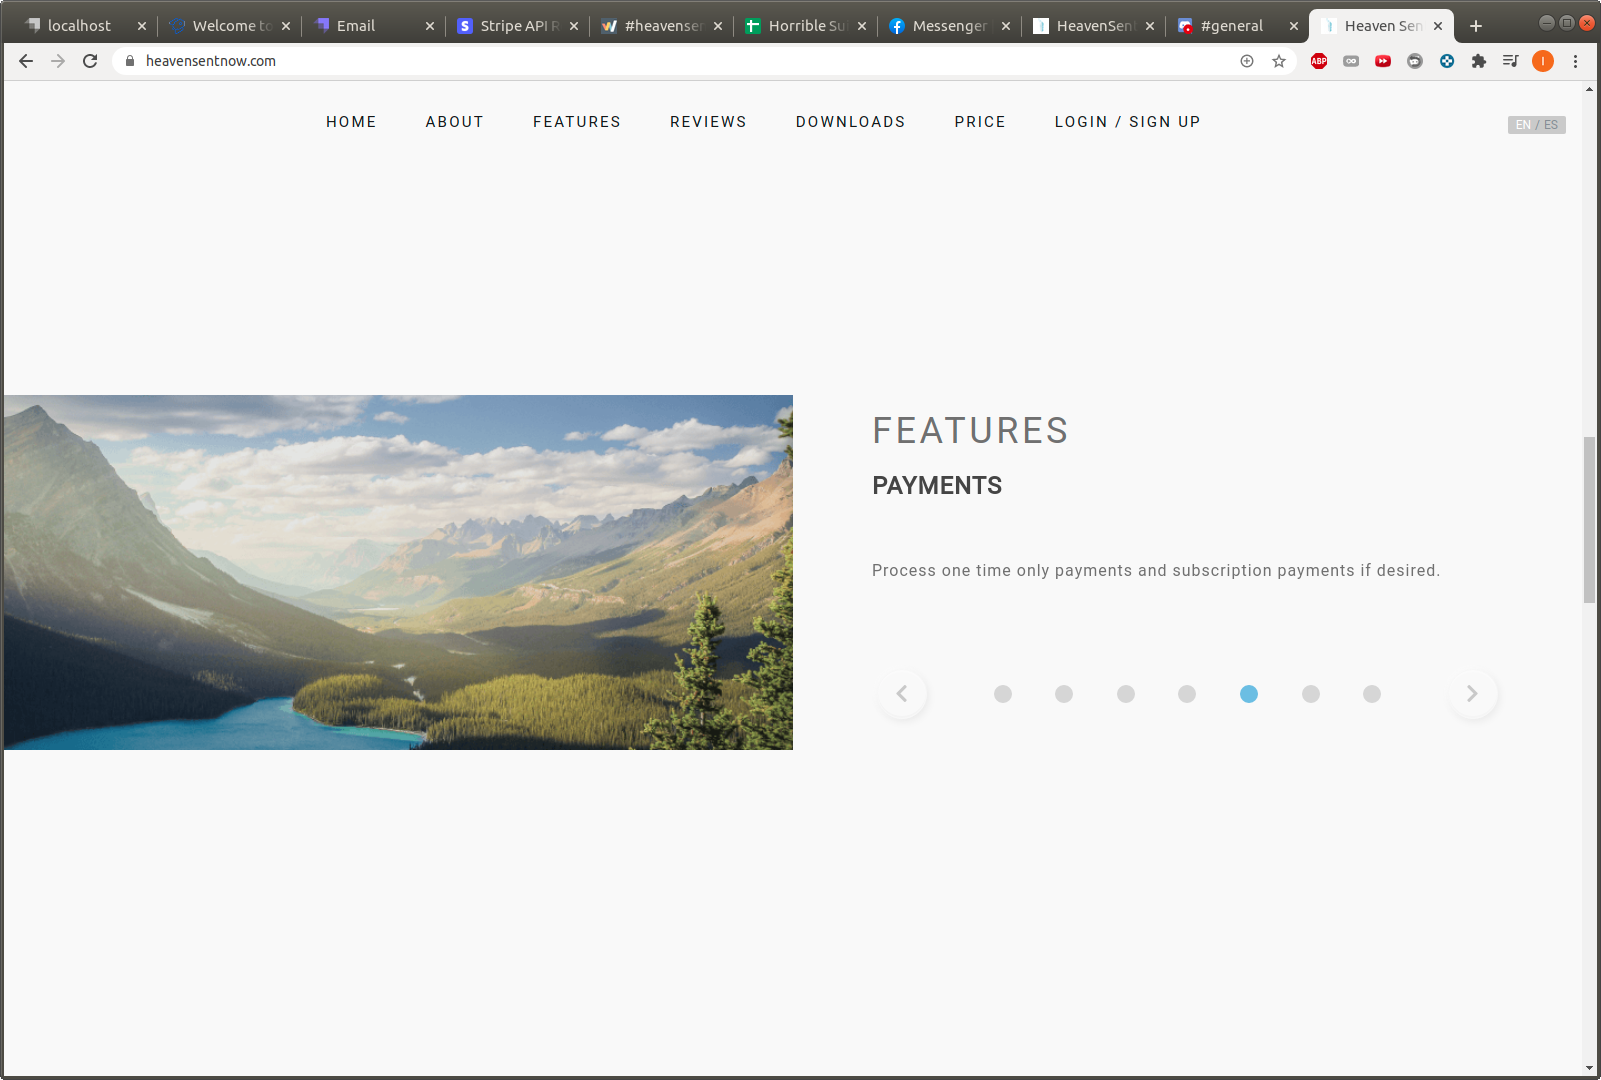 localhost
Welcome to
Email
Stripe API R
#heavenser
Horrible Sui
Messenger
HeavenSen
#general
Heaven Sen
heavensentnow.com
ABP
I
HOME
ABOUT
FEATURES
REVIEWS
DOWNLOADS
PRICE
LOGIN / SIGN UP
EN / ES
FEATURES
PAYMENTS
Process one time only payments and subscription payments if desired.